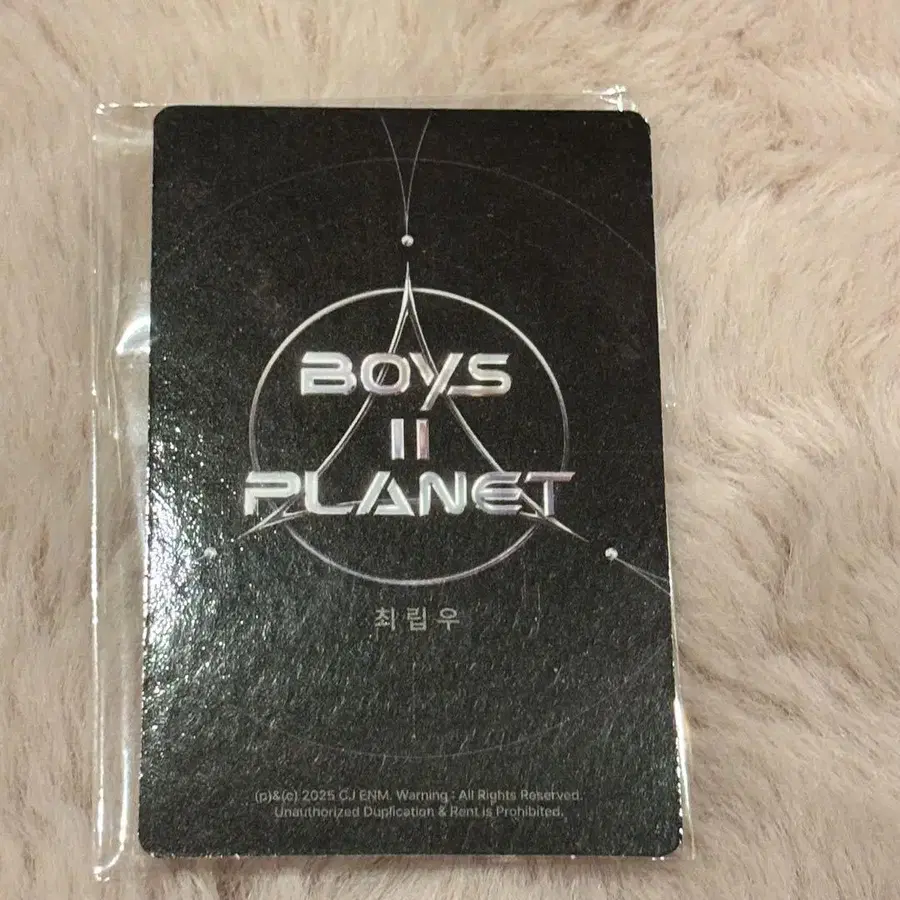 BOYS
II
PLANET
최립우
(p)&(c) 2025 CJ ENM. Warning : All Rights Reserved.
Unauthorized Duplication & Rent is Prohibited.